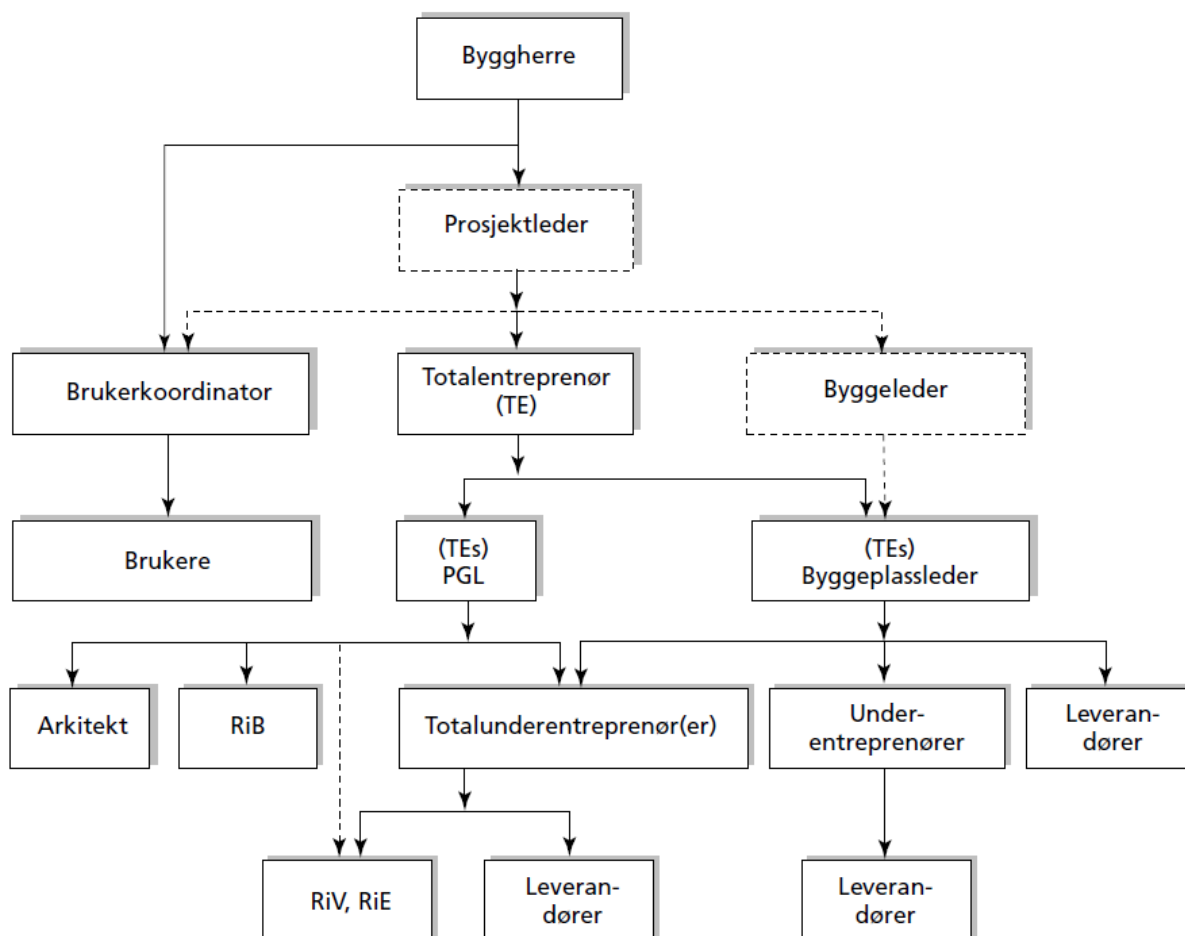 Byggherre
Prosjektleder
Brukerkoordinator
Totalentreprenør
(TE)
Byggeleder
Brukere
(TEs)
PGL
(TEs)
Byggeplassleder
Arkitekt
RiB
Totalunderentreprenør(er)
Under-
entreprenører
Leveran-
dører
RiV, RiE
Leveran-
dører
Leveran-
dører